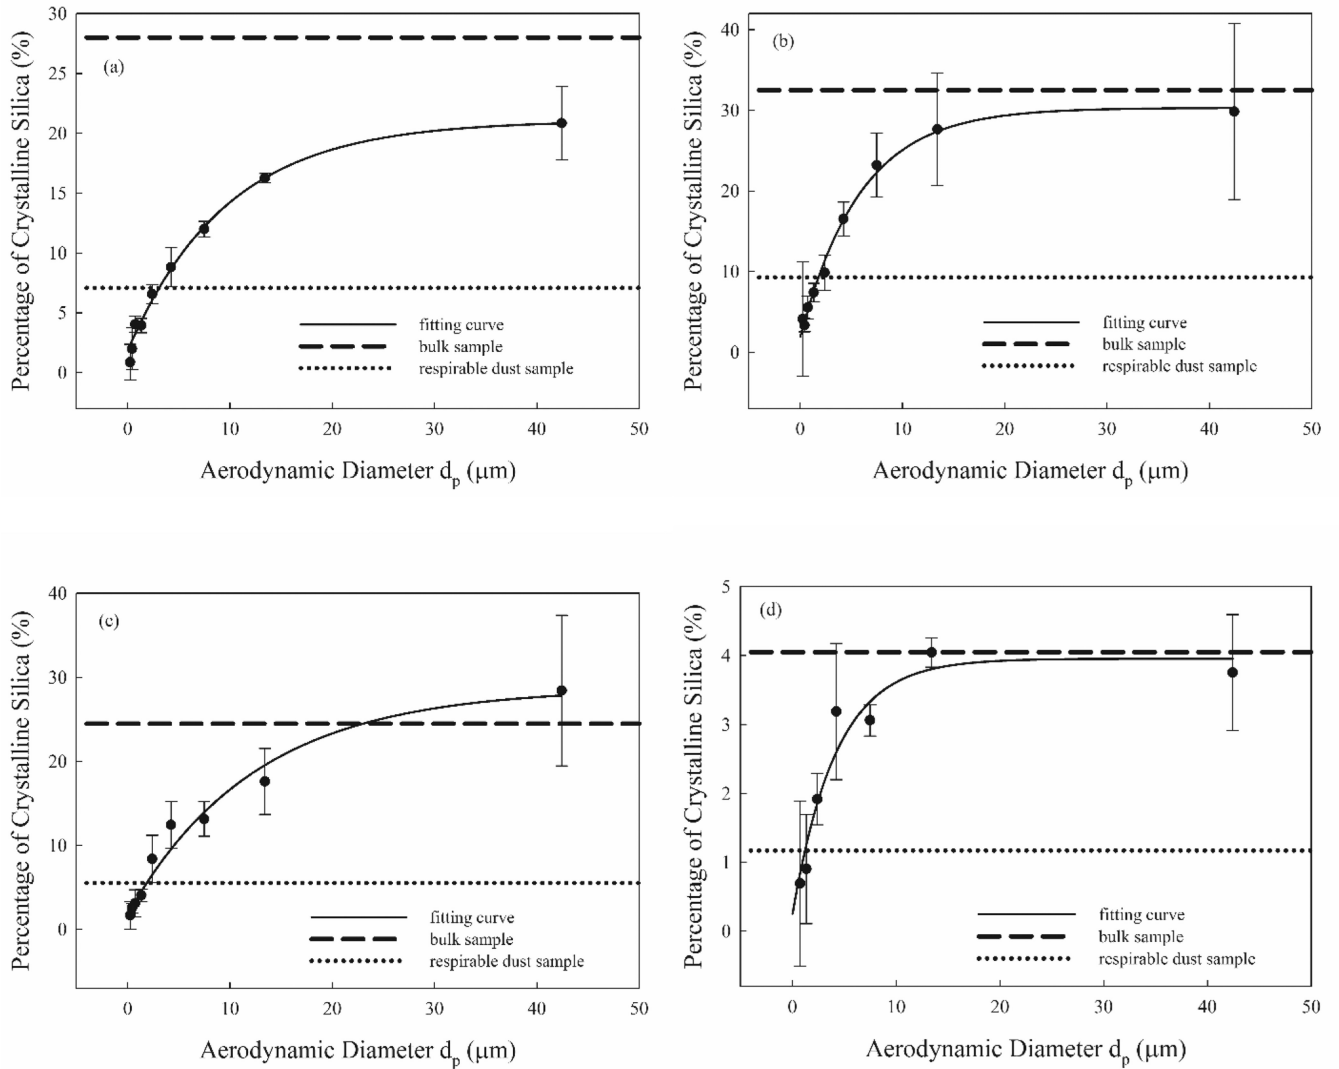 Percentage of Crystalline Silica (%)
30
25
20
15
10
5
0
(a)
fitting curve
bulk sample
respirable dust sample
0 10 20 30 40 50
Aerodynamic Diameter dp (μm)
Percentage of Crystalline Silica (%)
40
30
20
10
0
(b)
fitting curve
bulk sample
respirable dust sample
0 10 20 30 40 50
Aerodynamic Diameter dp (μm)
Percentage of Crystalline Silica (%)
40
30
20
10
0
(c)
fitting curve
bulk sample
respirable dust sample
0 10 20 30 40 50
Aerodynamic Diameter dp (μm)
Percentage of Crystalline Silica (%)
5
4
3
2
1
0
(d)
fitting curve
bulk sample
respirable dust sample
0 10 20 30 40 50
Aerodynamic Diameter dp (μm)